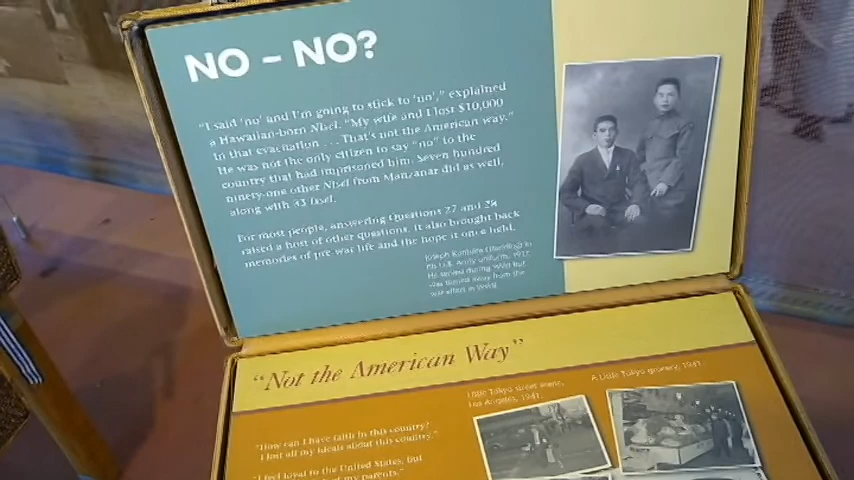 NO – NO?
"I said 'no' and I'm going to stick to 'no'," explained
a Hawaiian-born Nisei. "My wife and I lost $10,000
in that evacuation . . . That's not the American way."
He was not the only citizen to say "no" to the
country that had imprisoned him. Seven hundred
ninety-one other Nisei from Manzanar did as well,
along with 33 Issei.
For most people, answering Questions 27 and 28
raised a host of other questions. It also brought back
memories of pre-war life and the hope it once held.
Joseph Kurihara (standing) in
his U.S. Army uniform, 1917.
He served during WWI but
was turned away from the
war effort in WWII.
"Not the American Way"
Little Tokyo street scene,
Los Angeles, 1941.
A Little Tokyo grocery, 1941
"How can I have faith in this country?
I lost all my ideals about this country."
"I feel loyal to the United States, but
my parents."